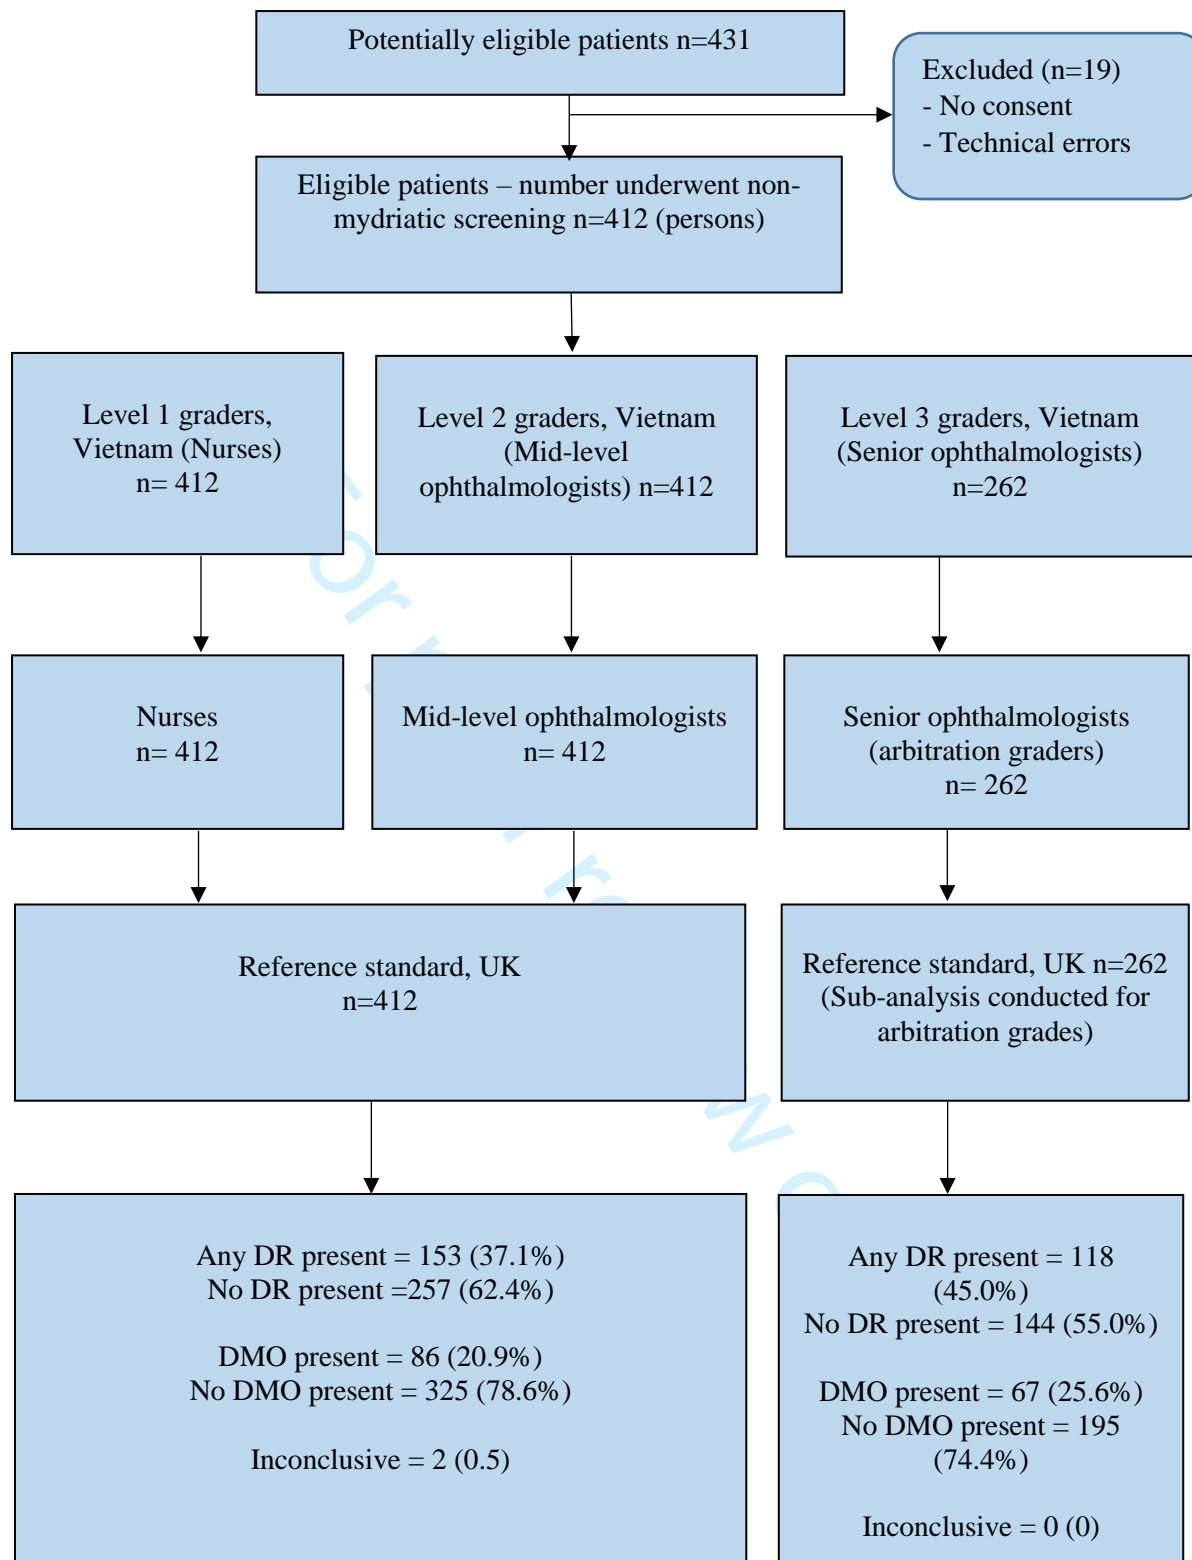 Potentially eligible patients n=431
Excluded (n=19)
- No consent
- Technical errors
Eligible patients – number underwent non-
mydriatic screening n=412 (persons)
Level 1 graders,
Vietnam (Nurses)
n= 412
Level 2 graders, Vietnam
(Mid-level
ophthalmologists) n=412
Level 3 graders, Vietnam
(Senior ophthalmologists)
n=262
Nurses
n= 412
Mid-level ophthalmologists
n= 412
Senior ophthalmologists
(arbitration graders)
n= 262
Reference standard, UK
n=412
Reference standard, UK n=262
(Sub-analysis conducted for
arbitration grades)
Any DR present = 153 (37.1%)
No DR present =257 (62.4%)
DMO present = 86 (20.9%)
No DMO present = 325 (78.6%)
Inconclusive = 2 (0.5)
Any DR present = 118
(45.0%)
No DR present = 144 (55.0%)
DMO present = 67 (25.6%)
No DMO present = 195
(74.4%)
Inconclusive = 0 (0)